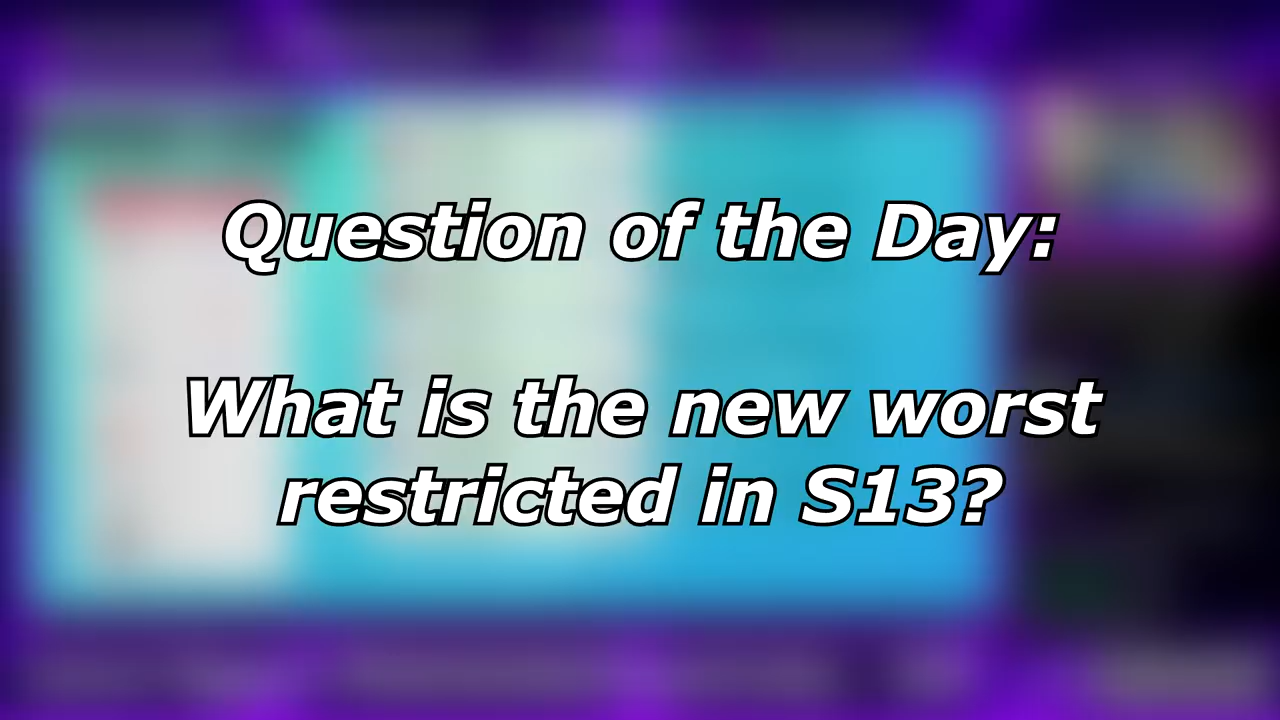 Question of the Day:
What is the new worst
restricted in S13?